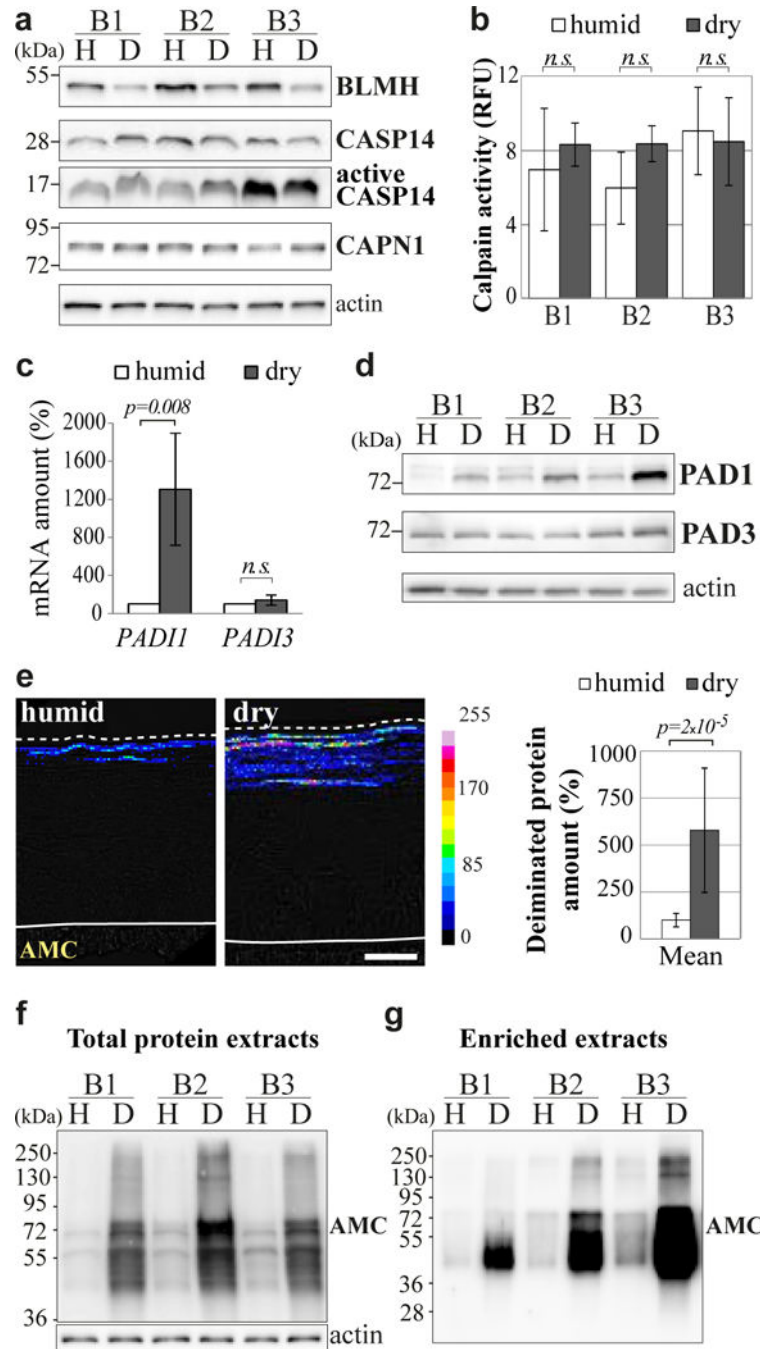 a
B1 B2 B3
(kDa) H D H D H D
55 BLMH
28 CASP14
17 active CASP14
95
72 CAPN1
actin
b
humid dry
n.s. n.s. n.s.
Calpain activity (RFU)
12
8
4
0
B1 B2 B3
c
humid dry
p=0.008
mRNA amount (%)
2000
1600
1200
800
400
0
n.s.
PADI1 PADI3
d
B1 B2 B3
(kDa) H D H D H D
72 PAD1
72 PAD3
actin
e
humid dry
AMC
255
170
85
0
humid dry
p=2x10-5
Deiminated protein amount (%)
1000
750
500
250
0
Mean
f
Total protein extracts
B1 B2 B3
(kDa) H D H D H D
250
130
95
72 AMC
55
36
actin
g
Enriched extracts
B1 B2 B3
(kDa) H D H D H D
250
130
95
72 AMC
55
36
28